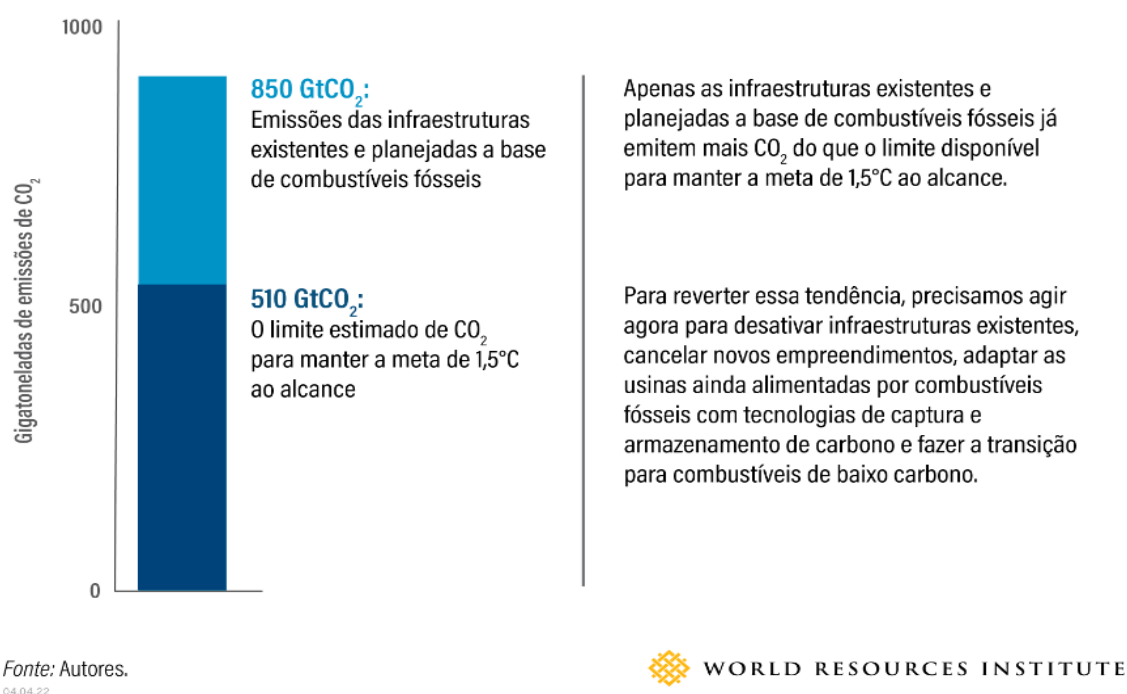 1000
850 GtCO₂:
Emissões das infraestruturas
existentes e planejadas a base
de combustíveis fósseis
Apenas as infraestruturas existentes e
planejadas a base de combustíveis fósseis já
emitem mais CO₂ do que o limite disponível
para manter a meta de 1,5°C ao alcance.
Gigatoneladas de emissões de CO₂
500
510 GtCO₂:
O limite estimado de CO₂
para manter a meta de 1,5°C
ao alcance
Para reverter essa tendência, precisamos agir
agora para desativar infraestruturas existentes,
cancelar novos empreendimentos, adaptar as
usinas ainda alimentadas por combustíveis
fósseis com tecnologias de captura e
armazenamento de carbono e fazer a transição
para combustíveis de baixo carbono.
0
Fonte: Autores.
04.04.22
WORLD RESOURCES INSTITUTE